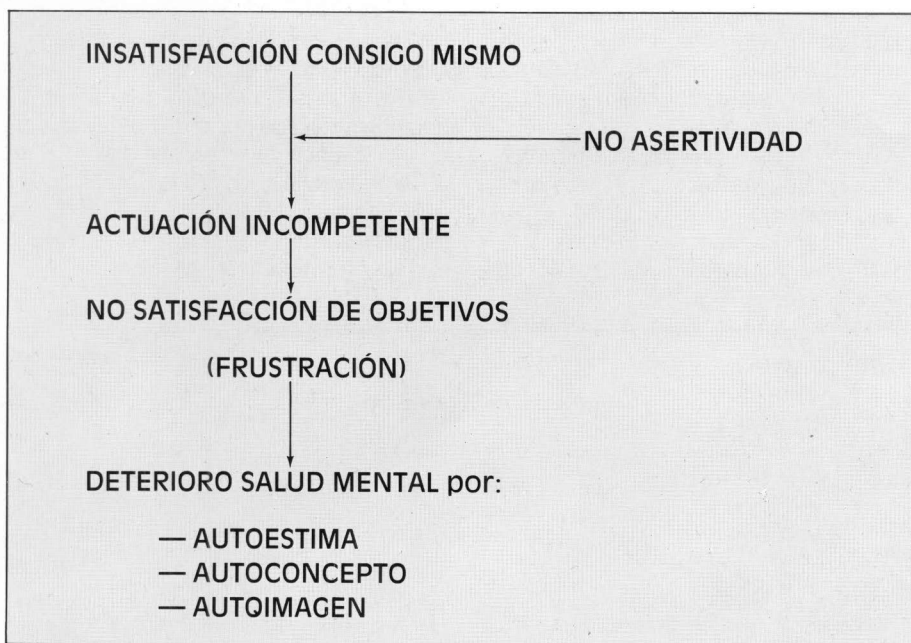 INSATISFACCIÓN CONSIGO MISMO
NO ASERTIVIDAD
ACTUACIÓN INCOMPETENTE
NO SATISFACCIÓN DE OBJETIVOS
(FRUSTRACIÓN)
DETERIORO SALUD MENTAL por:
— AUTOESTIMA
— AUTOCONCEPTO
— AUTOIMAGEN